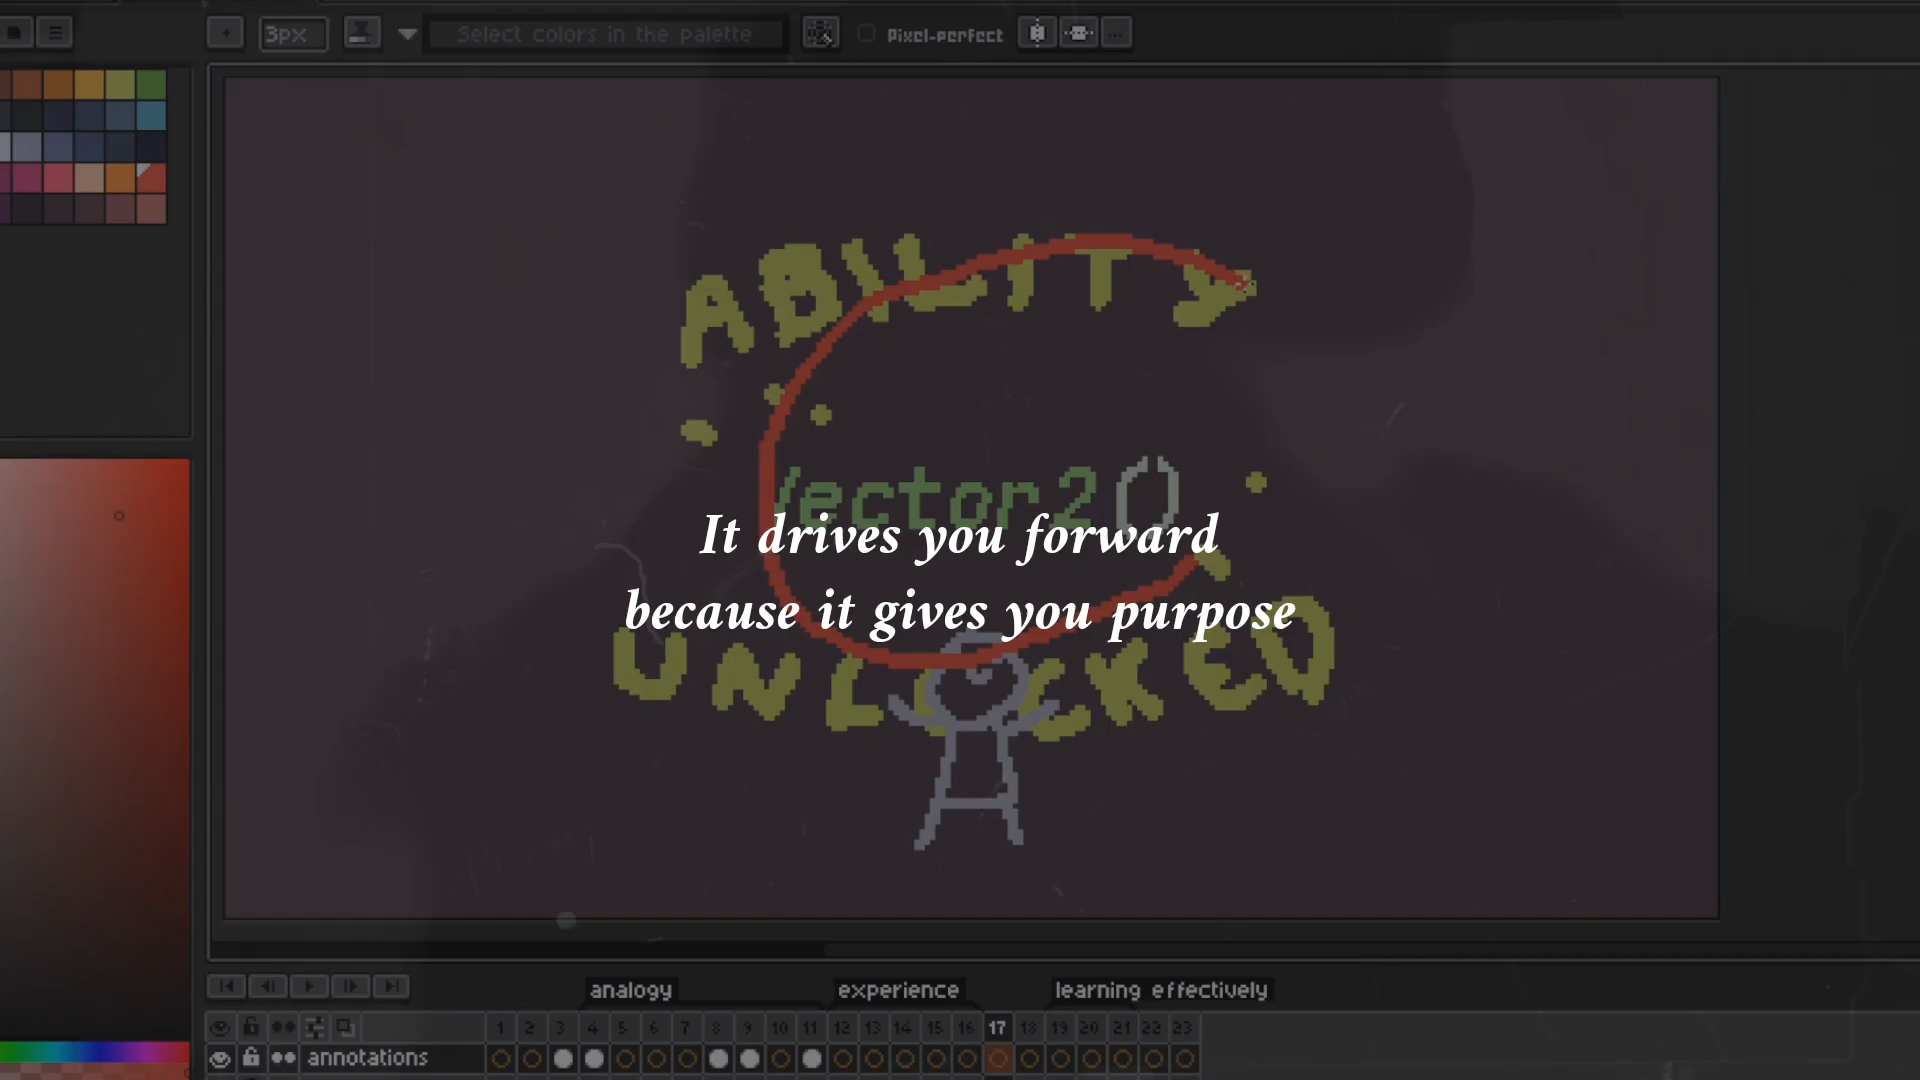 3px
Select colors in the palette
Pixel-perfect
ABILITY
Vector2()
It drives you forward
because it gives you purpose
UNLOCKED
analogy
experience
learning effectively
1 2 3 4 5 6 7 8 9 10 11 12 13 14 15 16 17 18 19 20 21 22 23
annotations